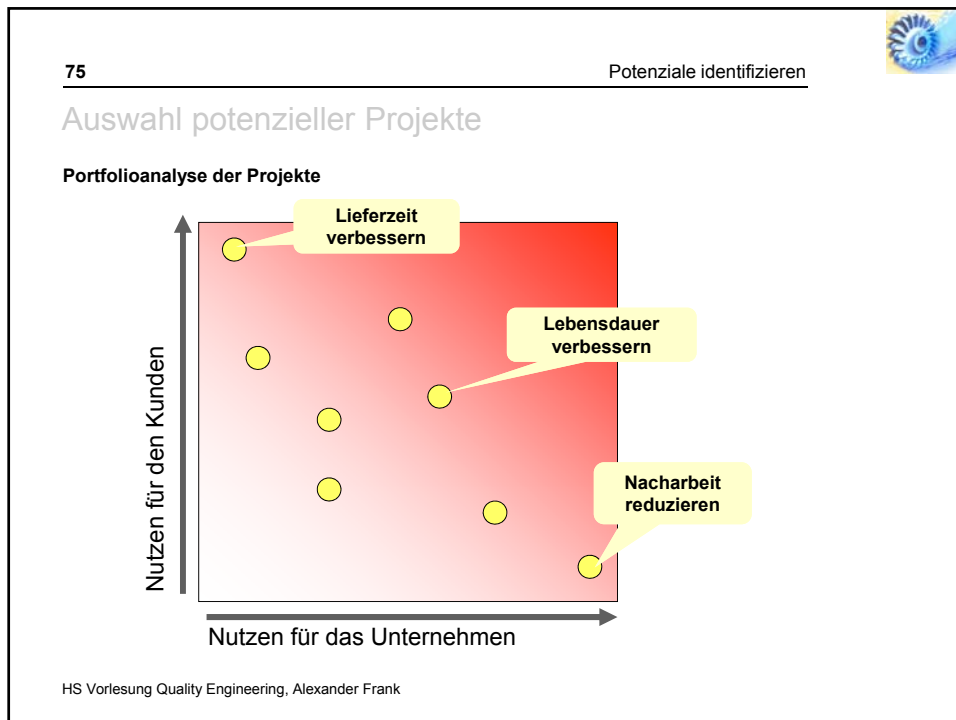 75
Potenziale identifizieren
Auswahl potenzieller Projekte
Portfolioanalyse der Projekte
Lieferzeit
verbessern
Lebensdauer
verbessern
Nacharbeit
reduzieren
Nutzen für den Kunden
Nutzen für das Unternehmen
HS Vorlesung Quality Engineering, Alexander Frank